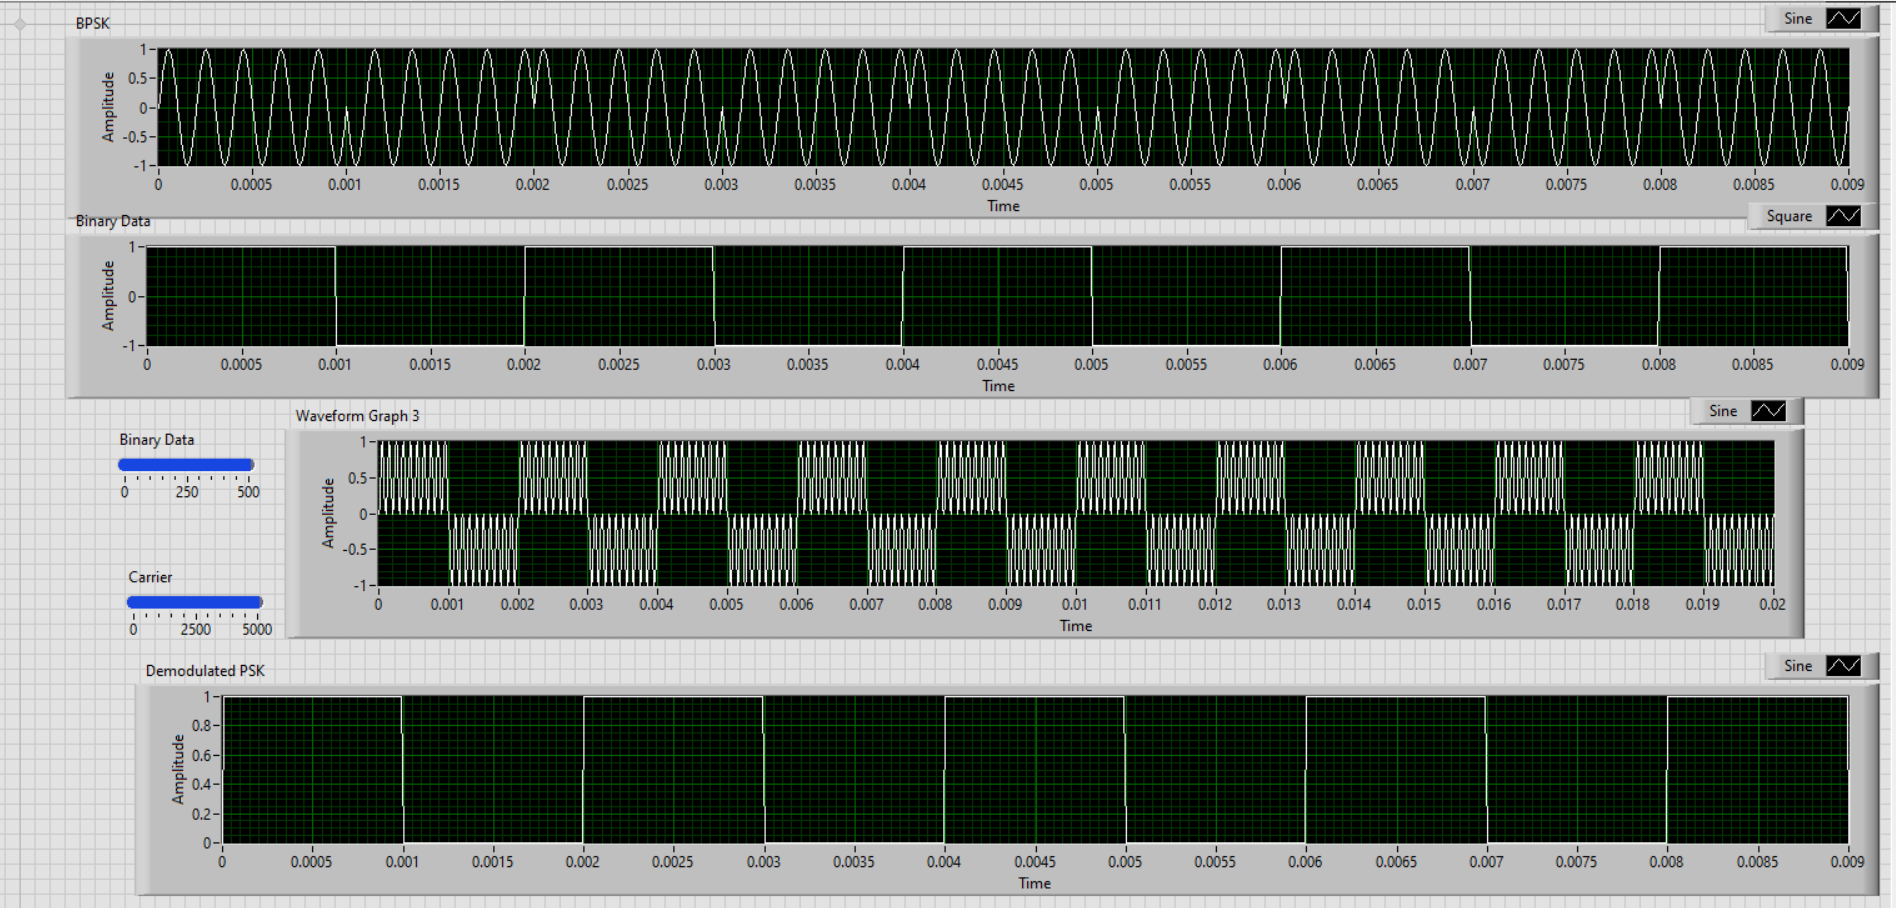 BPSK
Sine
Amplitude
1
0.5
0
-0.5
-1
0 0.0005 0.001 0.0015 0.002 0.0025 0.003 0.0035 0.004 0.0045 0.005 0.0055 0.006 0.0065 0.007 0.0075 0.008 0.0085 0.009
Time
Binary Data
Square
Amplitude
1
0
-1
0 0.0005 0.001 0.0015 0.002 0.0025 0.003 0.0035 0.004 0.0045 0.005 0.0055 0.006 0.0065 0.007 0.0075 0.008 0.0085 0.009
Time
Binary Data
0 250 500
Carrier
0 2500 5000
Waveform Graph 3
Sine
Amplitude
1
0.5
0
-0.5
-1
0 0.001 0.002 0.003 0.004 0.005 0.006 0.007 0.008 0.009 0.01 0.011 0.012 0.013 0.014 0.015 0.016 0.017 0.018 0.019 0.02
Time
Demodulated PSK
Sine
Amplitude
1
0.8
0.6
0.4
0.2
0
0 0.0005 0.001 0.0015 0.002 0.0025 0.003 0.0035 0.004 0.0045 0.005 0.0055 0.006 0.0065 0.007 0.0075 0.008 0.0085 0.009
Time